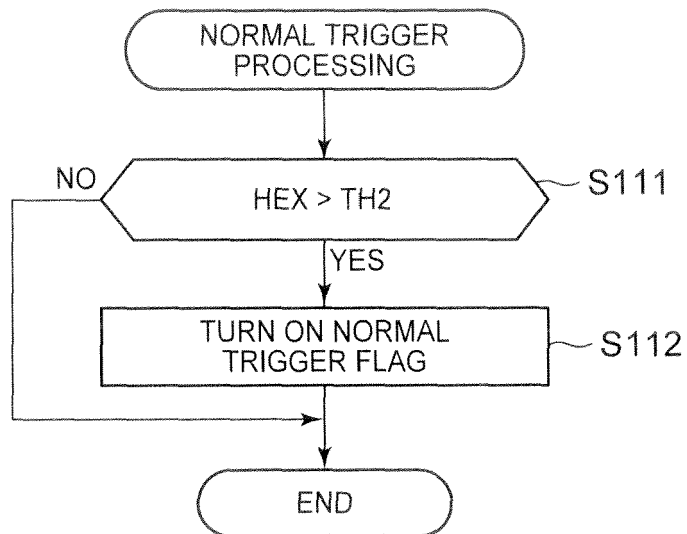 NORMAL TRIGGER
PROCESSING
NO
HEX > TH2
S111
YES
TURN ON NORMAL
TRIGGER FLAG
S112
END